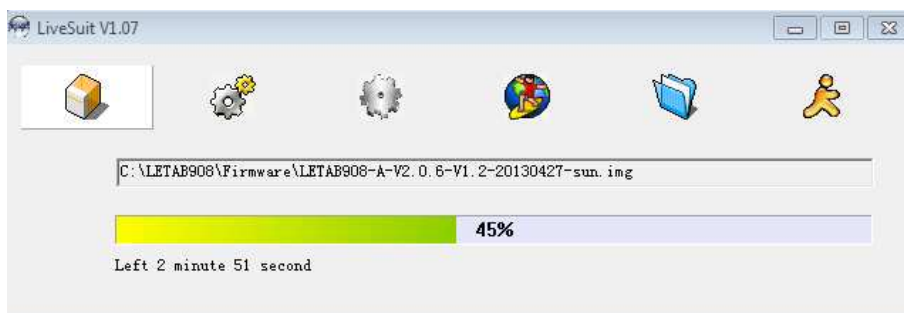 LiveSuit V1.07
C:\LETAB908\Firmware\LETAB908-A-V2.0.6-V1.2-20130427-sun.img
45%
Left 2 minute 51 second